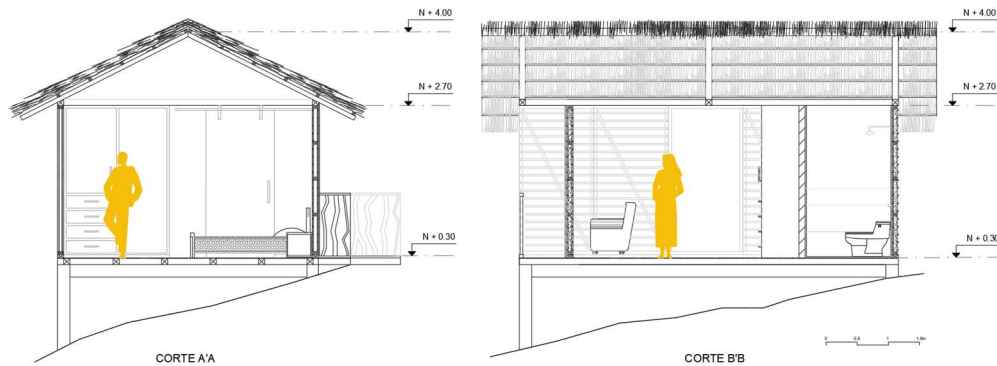 N + 4.00
N + 2.70
N + 0.30
CORTE A'A
N + 4.00
N + 2.70
N + 0.30
CORTE B'B
0 0.5 1 1.5m